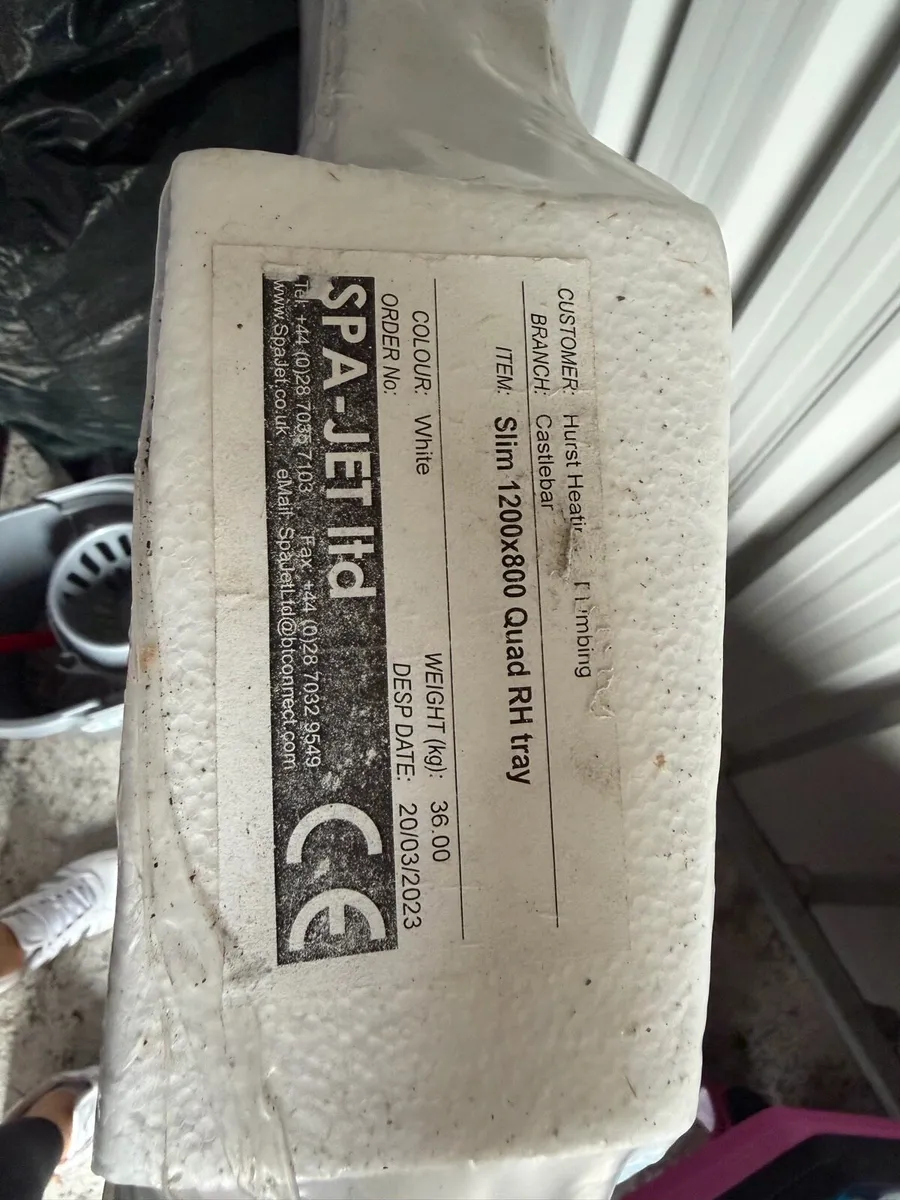 CUSTOMER: Hurst
BRANCH: Castlebar
ITEM: Slim 1200x800 Quad RH tray
COLOUR: White WEIGHT (kg): 36.00
ORDER No: DESP DATE: 20/03/2023
SPA-JET ltd CE
Tel: +44 (0)28 7035 7103 Fax: +44 (0)28 7032 9549
www.SpaJet.co.uk eMail: SpaJetLtd@btconnect.com